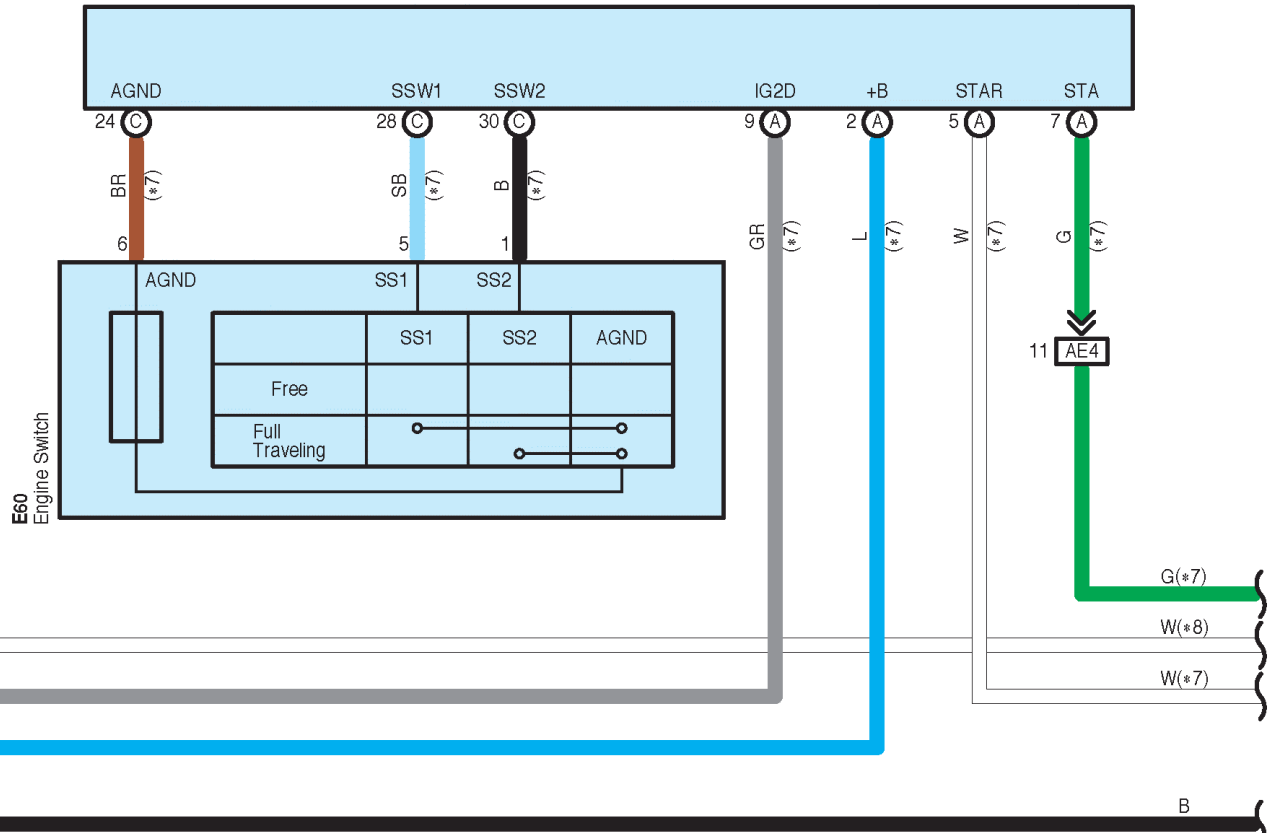 AGND SSW1 SSW2 IG2D +B STAR STA
24 C 28 C 30 C 9 A 2 A 5 A 7 A
BR (*7) SB (*7) B (*7)
GR (*7) L (*7) W (*7) G (*7)
6 5 1
AGND SS1 SS2
SS1 SS2 AGND
11 AE4
Free
Full
Traveling
E60
Engine Switch
G(*7)
W(*8)
W(*7)
B